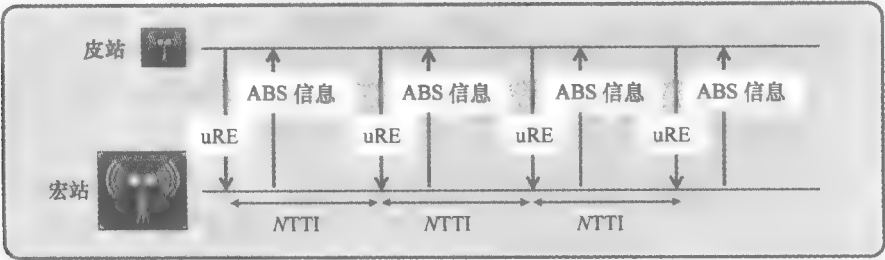 皮站
ABS 信息 ABS 信息 ABS 信息 ABS 信息
uRE uRE uRE uRE
宏站
NTTI NTTI NTTI